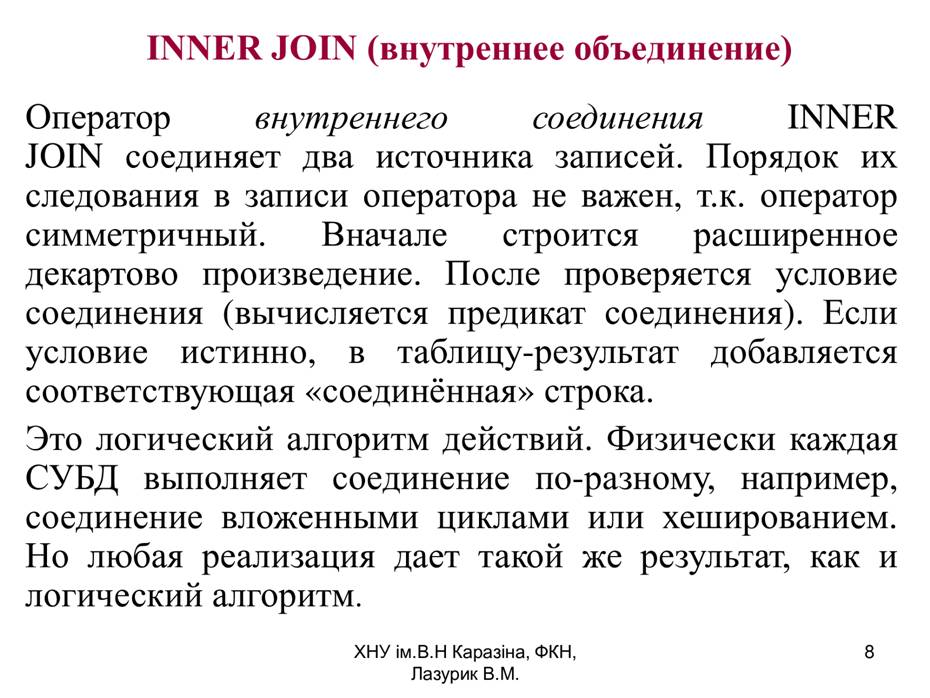 INNER JOIN (внутреннее объединение)
Оператор внутреннего соединения INNER
JOIN соединяет два источника записей. Порядок их
следования в записи оператора не важен, т.к. оператор
симметричный. Вначале строится расширенное
декартово произведение. После проверяется условие
соединения (вычисляется предикат соединения). Если
условие истинно, в таблицу-результат добавляется
соответствующая «соединённая» строка.
Это логический алгоритм действий. Физически каждая
СУБД выполняет соединение по-разному, например,
соединение вложенными циклами или хешированием.
Но любая реализация дает такой же результат, как и
логический алгоритм.
ХНУ ім.В.Н Каразіна, ФКН,
Лазурик В.М.
8